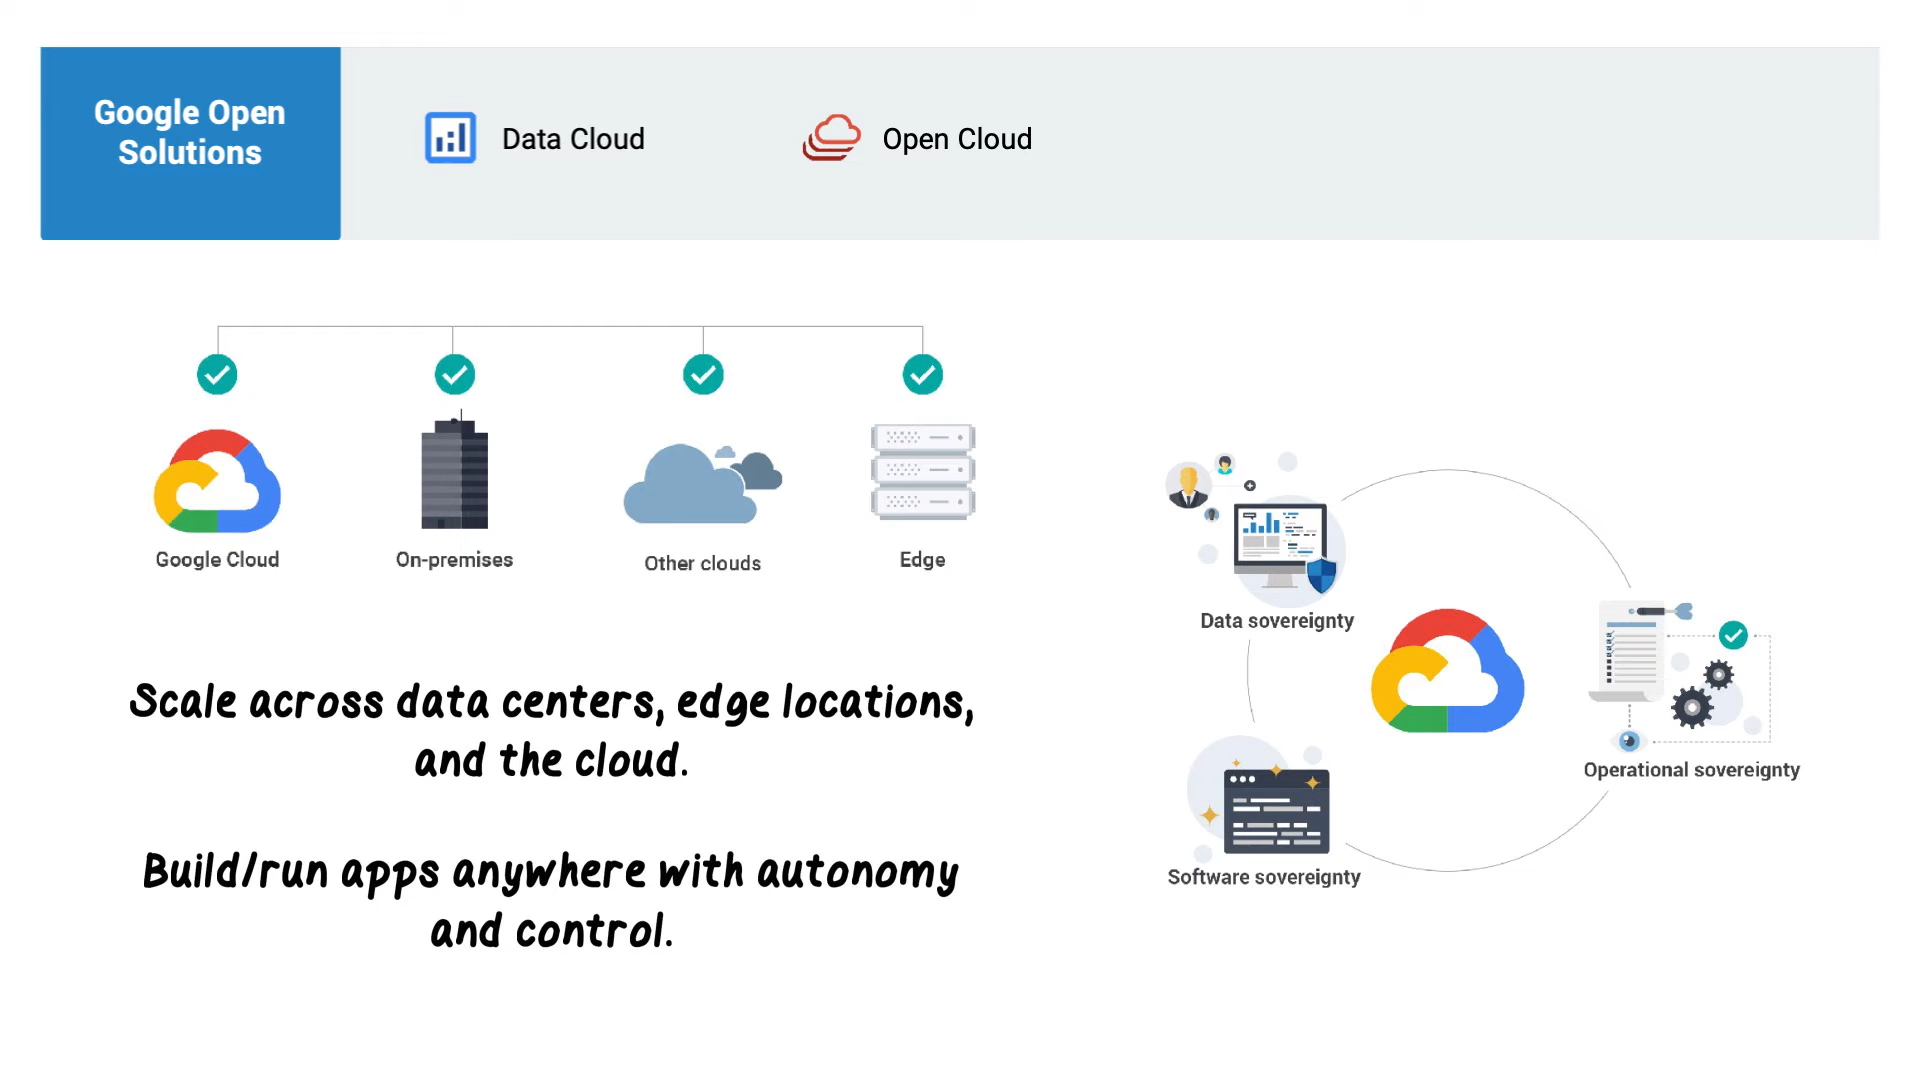 Google Open
Solutions
Data Cloud
Open Cloud
Google Cloud
On-premises
Other clouds
Edge
Scale across data centers, edge locations,
and the cloud.
Build/run apps anywhere with autonomy
and control.
Data sovereignty
Operational sovereignty
Software sovereignty